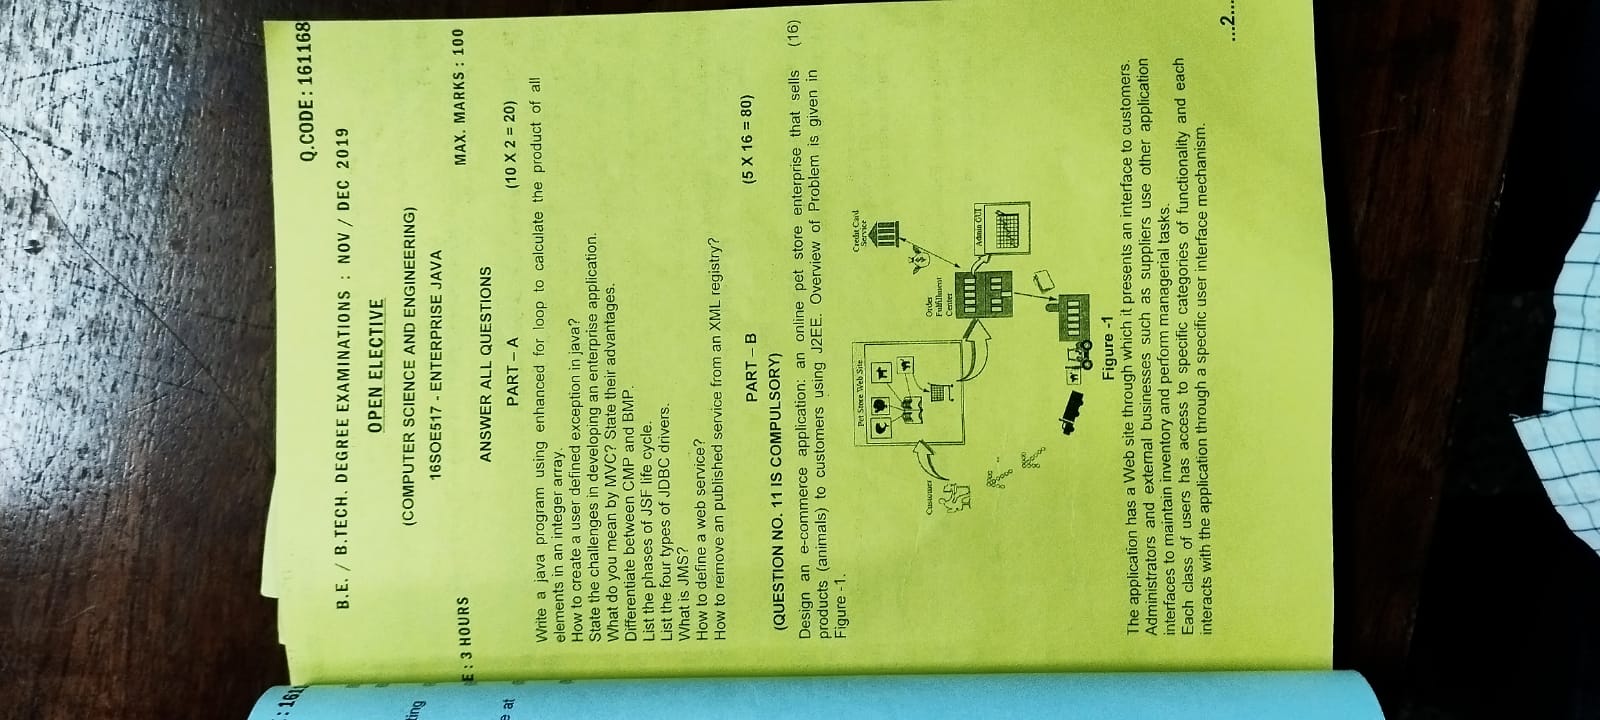 : 161
ting
e at
Q.CODE : 161168
B.E. / B.TECH. DEGREE EXAMINATIONS : NOV / DEC 2019
OPEN ELECTIVE
(COMPUTER SCIENCE AND ENGINEERING)
16SOE517 - ENTERPRISE JAVA
E : 3 HOURS
MAX. MARKS : 100
ANSWER ALL QUESTIONS
PART – A (10 X 2 = 20)
Write a java program using enhanced for loop to calculate the product of all
elements in an integer array.
How to create a user defined exception in java?
State the challenges in developing an enterprise application.
What do you mean by MVC? State their advantages.
Differentiate between CMP and BMP.
List the phases of JSF life cycle.
List the four types of JDBC drivers.
What is JMS?
How to define a web service?
How to remove an published service from an XML registry?
PART – B (5 X 16 = 80)
(QUESTION NO. 11 IS COMPULSORY)
Design an e-commerce application: an online pet store enterprise that sells (16)
products (animals) to customers using J2EE. Overview of Problem is given in
Figure -1.
Pet Store Web Site
Credit Card
Service
Customer
Order
Fulfillment
Center
Admin GUI
Figure -1
The application has a Web site through which it presents an interface to customers.
Administrators and external businesses such as suppliers use other application
interfaces to maintain inventory and perform managerial tasks.
Each class of users has access to specific categories of functionality and each
interacts with the application through a specific user interface mechanism.
...2...